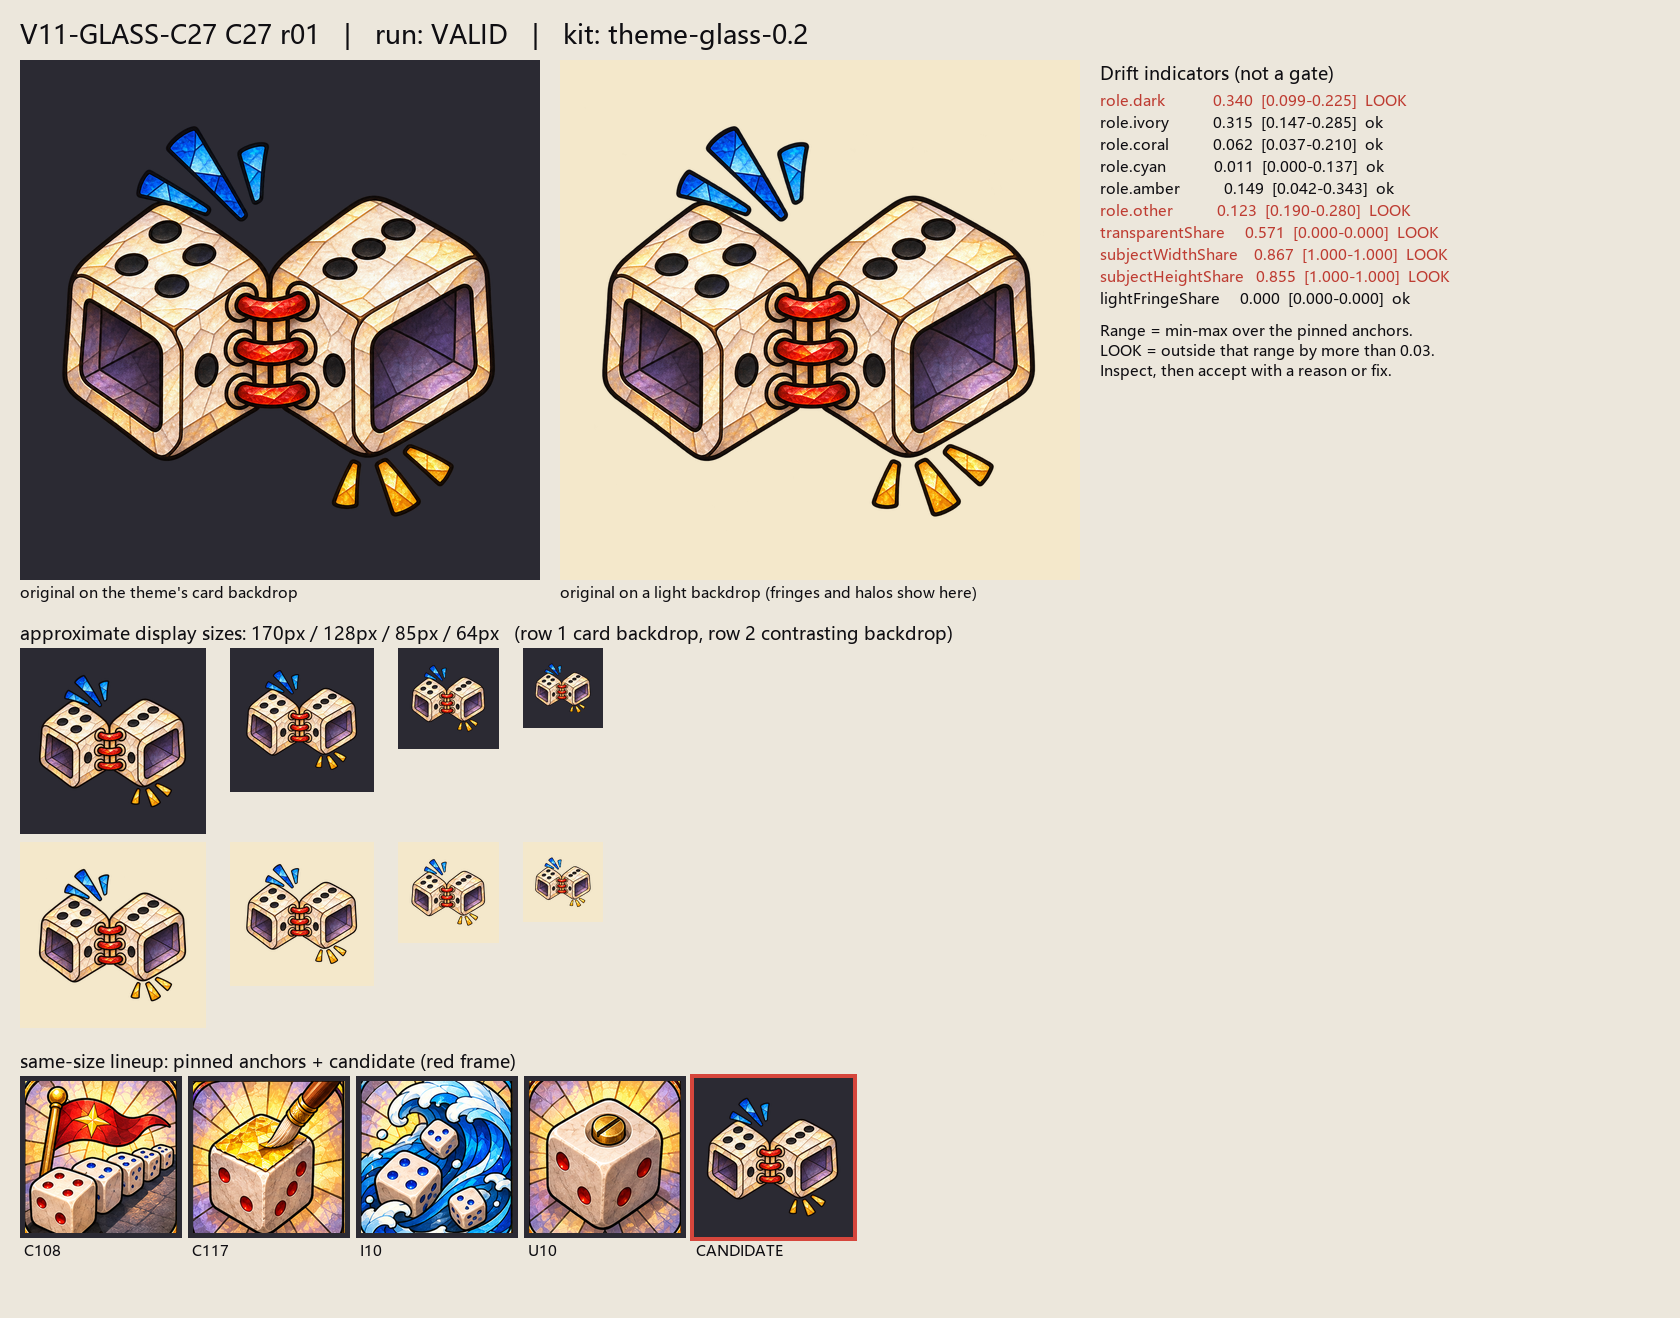 V11-GLASS-C27 C27 r01 | run: VALID | kit: theme-glass-0.2
Drift indicators (not a gate)
role.dark 0.340 [0.099-0.225] LOOK
role.ivory 0.315 [0.147-0.285] ok
role.coral 0.062 [0.037-0.210] ok
role.cyan 0.011 [0.000-0.137] ok
role.amber 0.149 [0.042-0.343] ok
role.other 0.123 [0.190-0.280] LOOK
transparentShare 0.571 [0.000-0.000] LOOK
subjectWidthShare 0.867 [1.000-1.000] LOOK
subjectHeightShare 0.855 [1.000-1.000] LOOK
lightFringeShare 0.000 [0.000-0.000] ok
Range = min-max over the pinned anchors.
LOOK = outside that range by more than 0.03.
Inspect, then accept with a reason or fix.
original on the theme's card backdrop
original on a light backdrop (fringes and halos show here)
approximate display sizes: 170px / 128px / 85px / 64px (row 1 card backdrop, row 2 contrasting backdrop)
same-size lineup: pinned anchors + candidate (red frame)
C108
C117
I10
U10
CANDIDATE